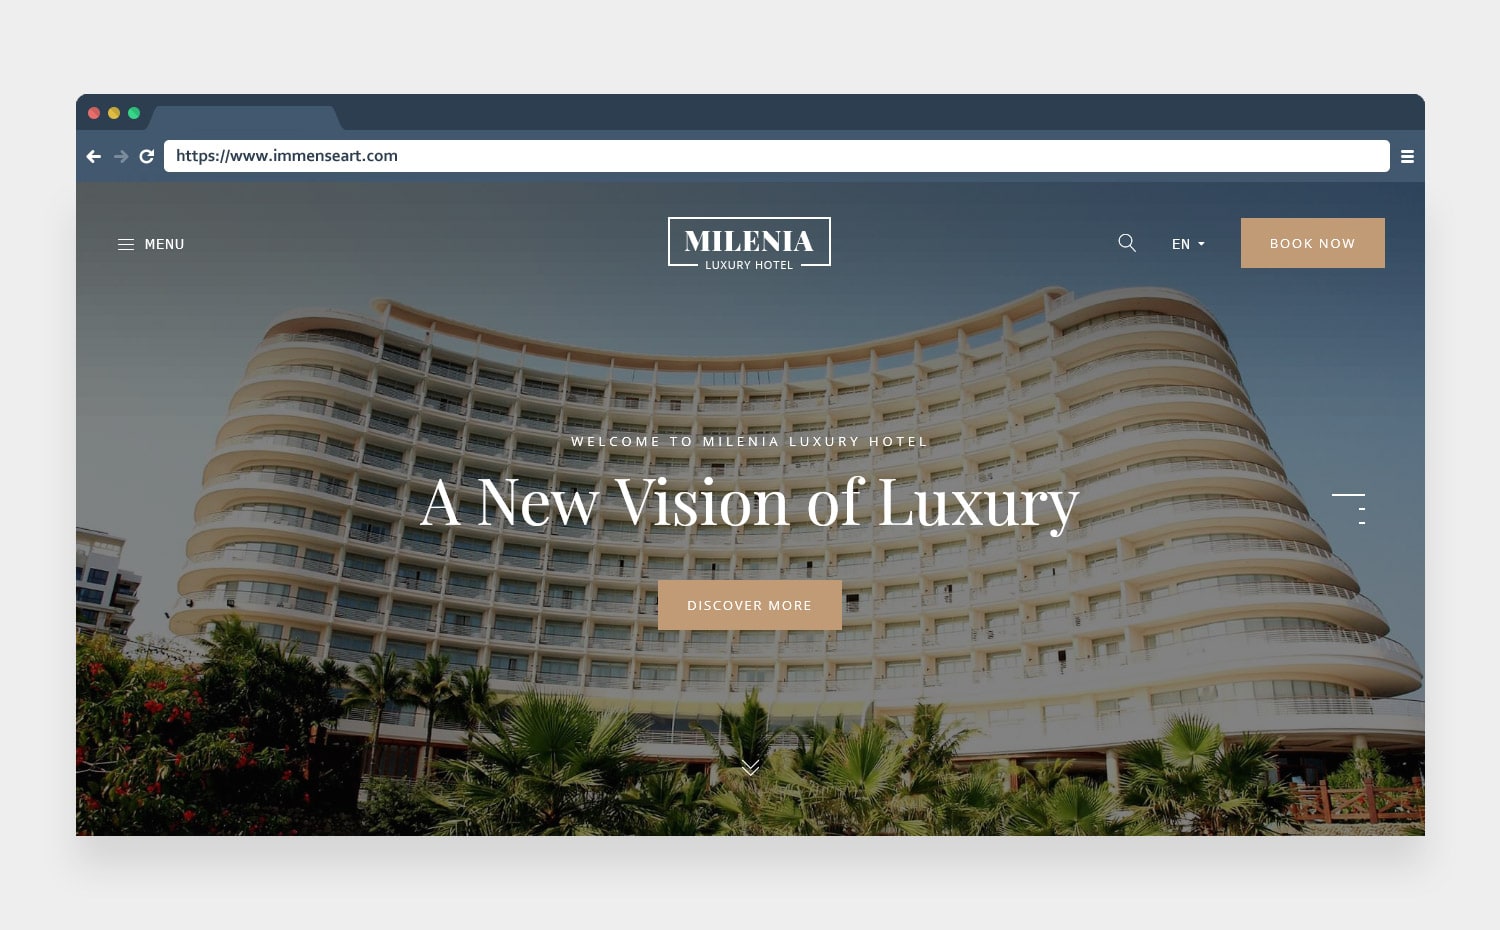 https://www.immenseart.com
MENU
MILENIA
LUXURY HOTEL
EN
BOOK NOW
WELCOME TO MILENIA LUXURY HOTEL
A New Vision of Luxury
DISCOVER MORE